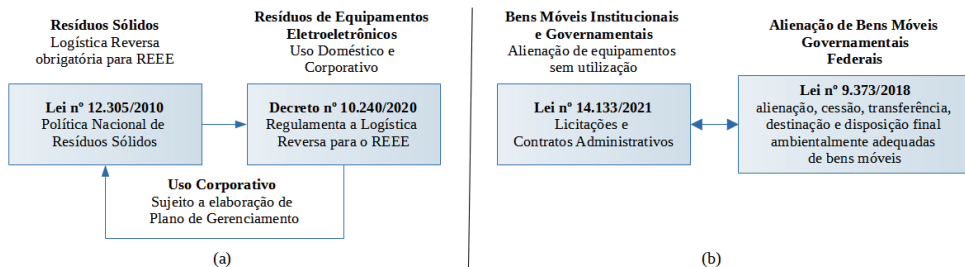 Resíduos Sólidos
Logística Reversa
obrigatória para REEE
Lei nº 12.305/2010
Política Nacional de
Resíduos Sólidos
Resíduos de Equipamentos
Eletroeletrônicos
Uso Doméstico e
Corporativo
Decreto nº 10.240/2020
Regulamenta a Logística
Reversa para o REEE
Uso Corporativo
Sujeito a elaboração de
Plano de Gerenciamento
(a)
Bens Móveis Institucionais
e Governamentais
Alienação de equipamentos
sem utilização
Lei nº 14.133/2021
Licitações e
Contratos Administrativos
Alienação de Bens Móveis
Governamentais
Federais
Lei nº 9.373/2018
alienação, cessão, transferência,
destinação e disposição final
ambientalmente adequadas
de bens móveis
(b)